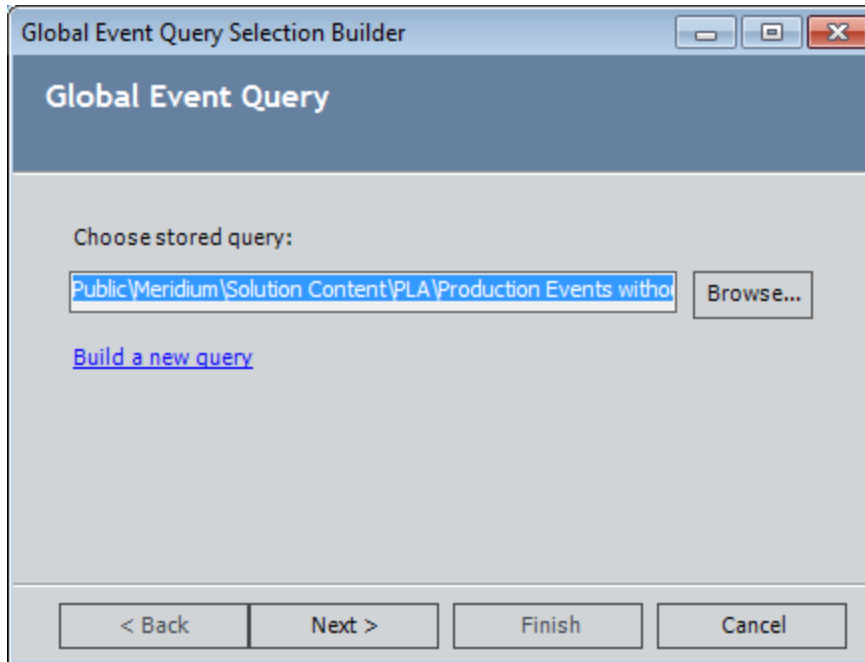 Global Event Query Selection Builder
Global Event Query
Choose stored query:
Public\Meridium\Solution Content\PLA\Production Events
Browse...
Build a new query
< Back Next > Finish Cancel